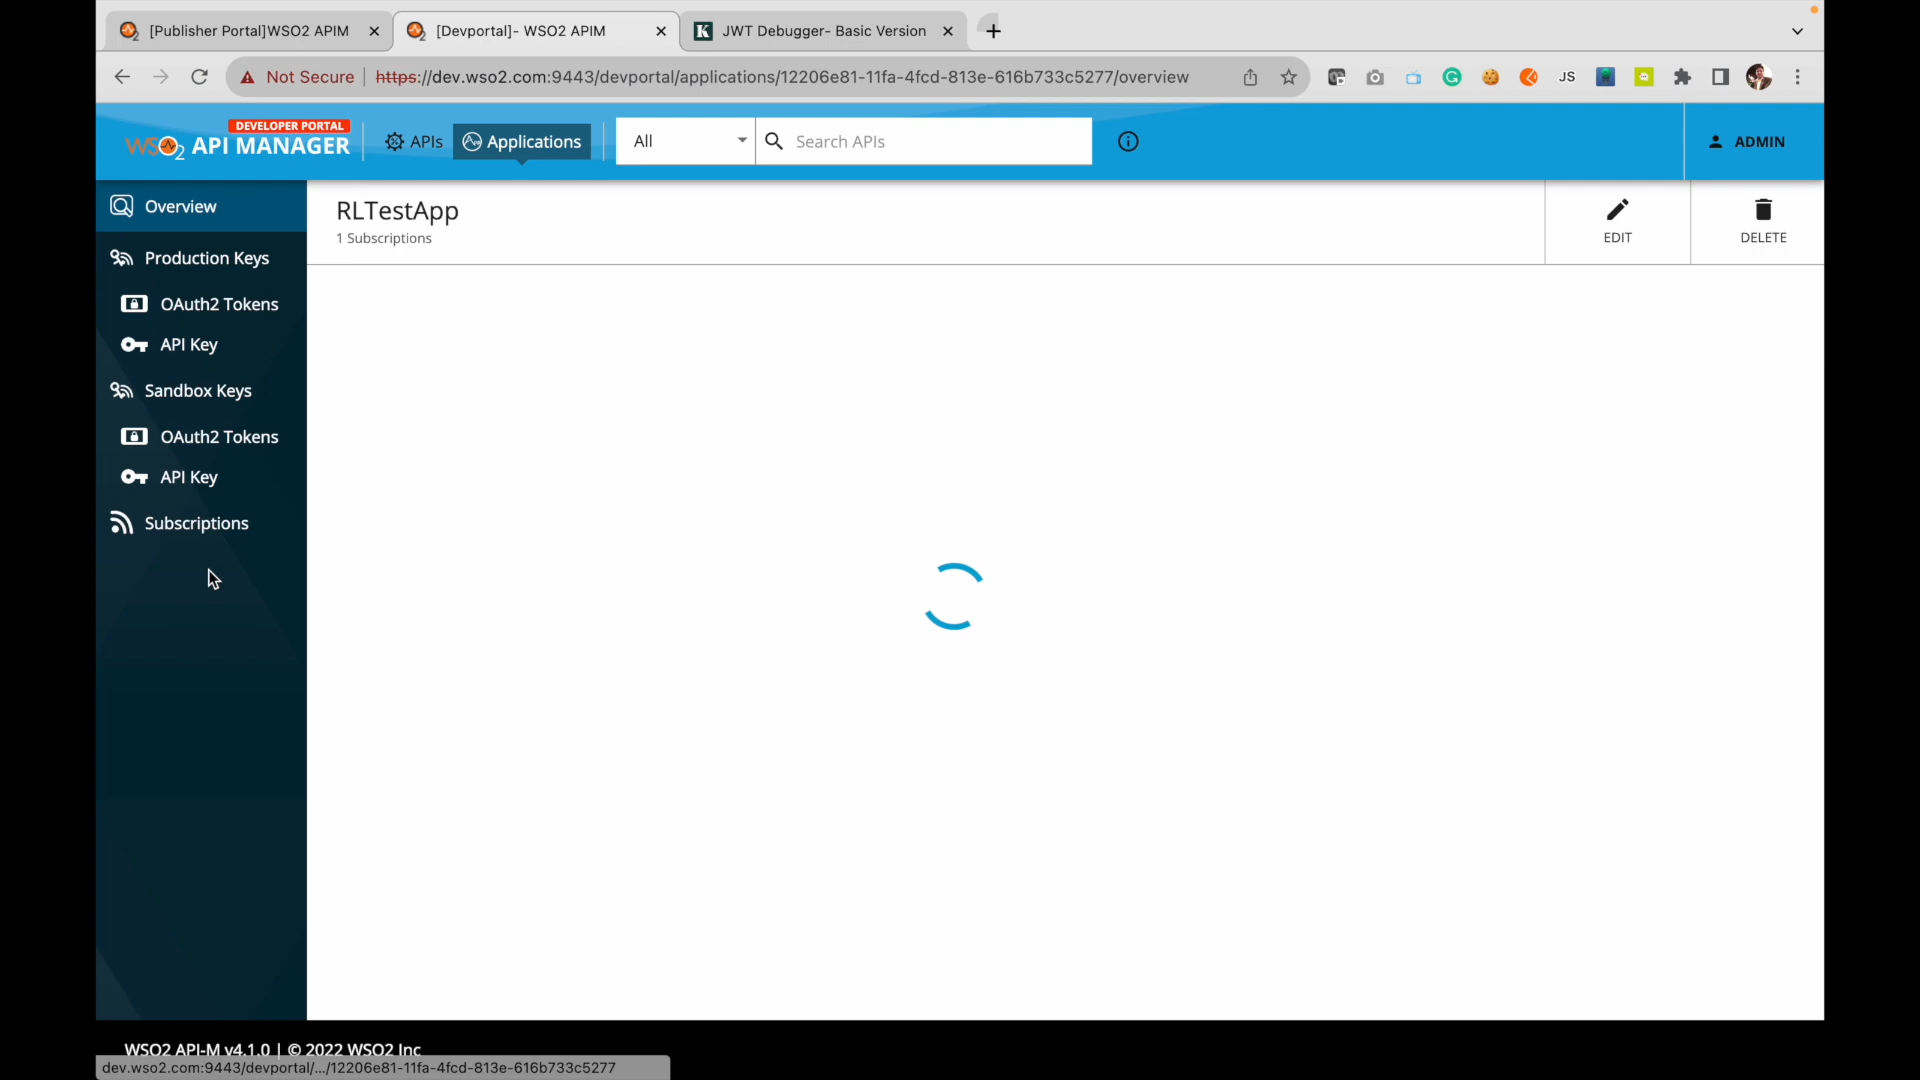 [Publisher Portal]WSO2 APIM
[Devportal]- WSO2 APIM
JWT Debugger- Basic Version
Not Secure
https://dev.wso2.com:9443/devportal/applications/12206e81-11fa-4fcd-813e-616b733c5277/overview
JS
DEVELOPER PORTAL
WSO2 API MANAGER
APIs
Applications
All
Search APIs
ADMIN
Overview
Production Keys
OAuth2 Tokens
API Key
Sandbox Keys
OAuth2 Tokens
API Key
Subscriptions
RLTestApp
1 Subscriptions
EDIT
DELETE
WSO2 API-M v4.1.0 | © 2022 WSO2 Inc
dev.wso2.com:9443/devportal/.../12206e81-11fa-4fcd-813e-616b733c5277